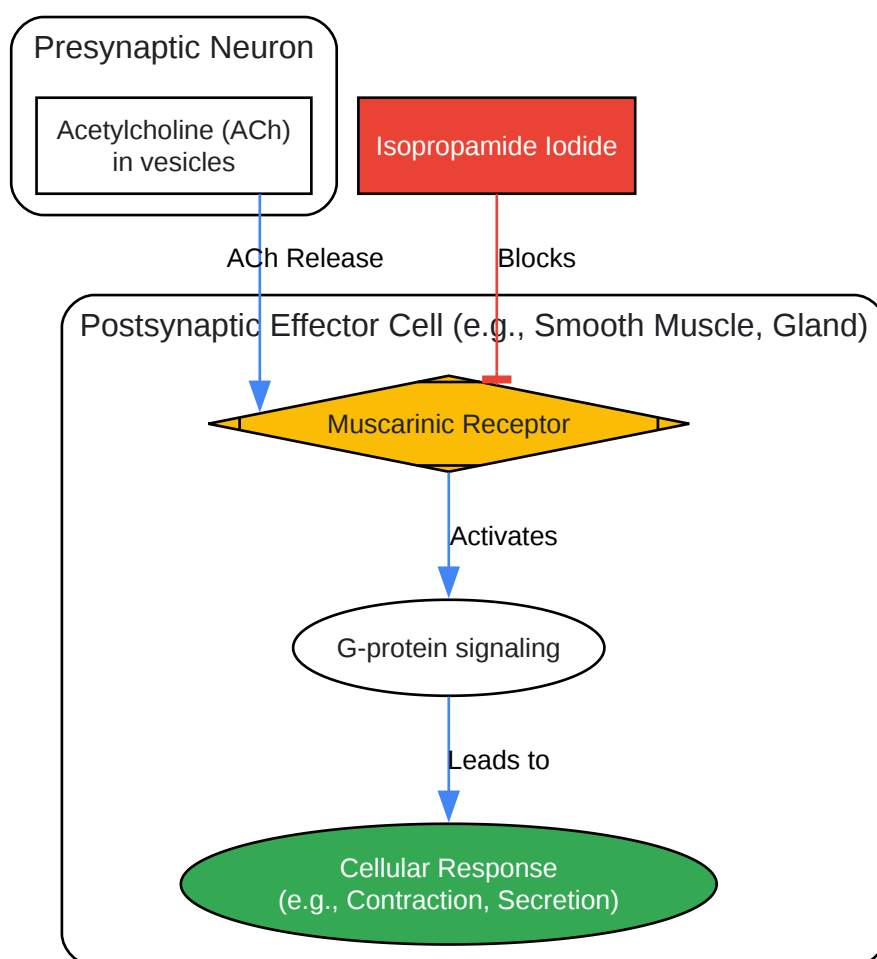 Presynaptic Neuron
Acetylcholine (ACh)
in vesicles
Isopropamide Iodide
ACh Release
Blocks
Postsynaptic Effector Cell (e.g., Smooth Muscle, Gland)
Muscarinic Receptor
Activates
G-protein signaling
Leads to
Cellular Response
(e.g., Contraction, Secretion)